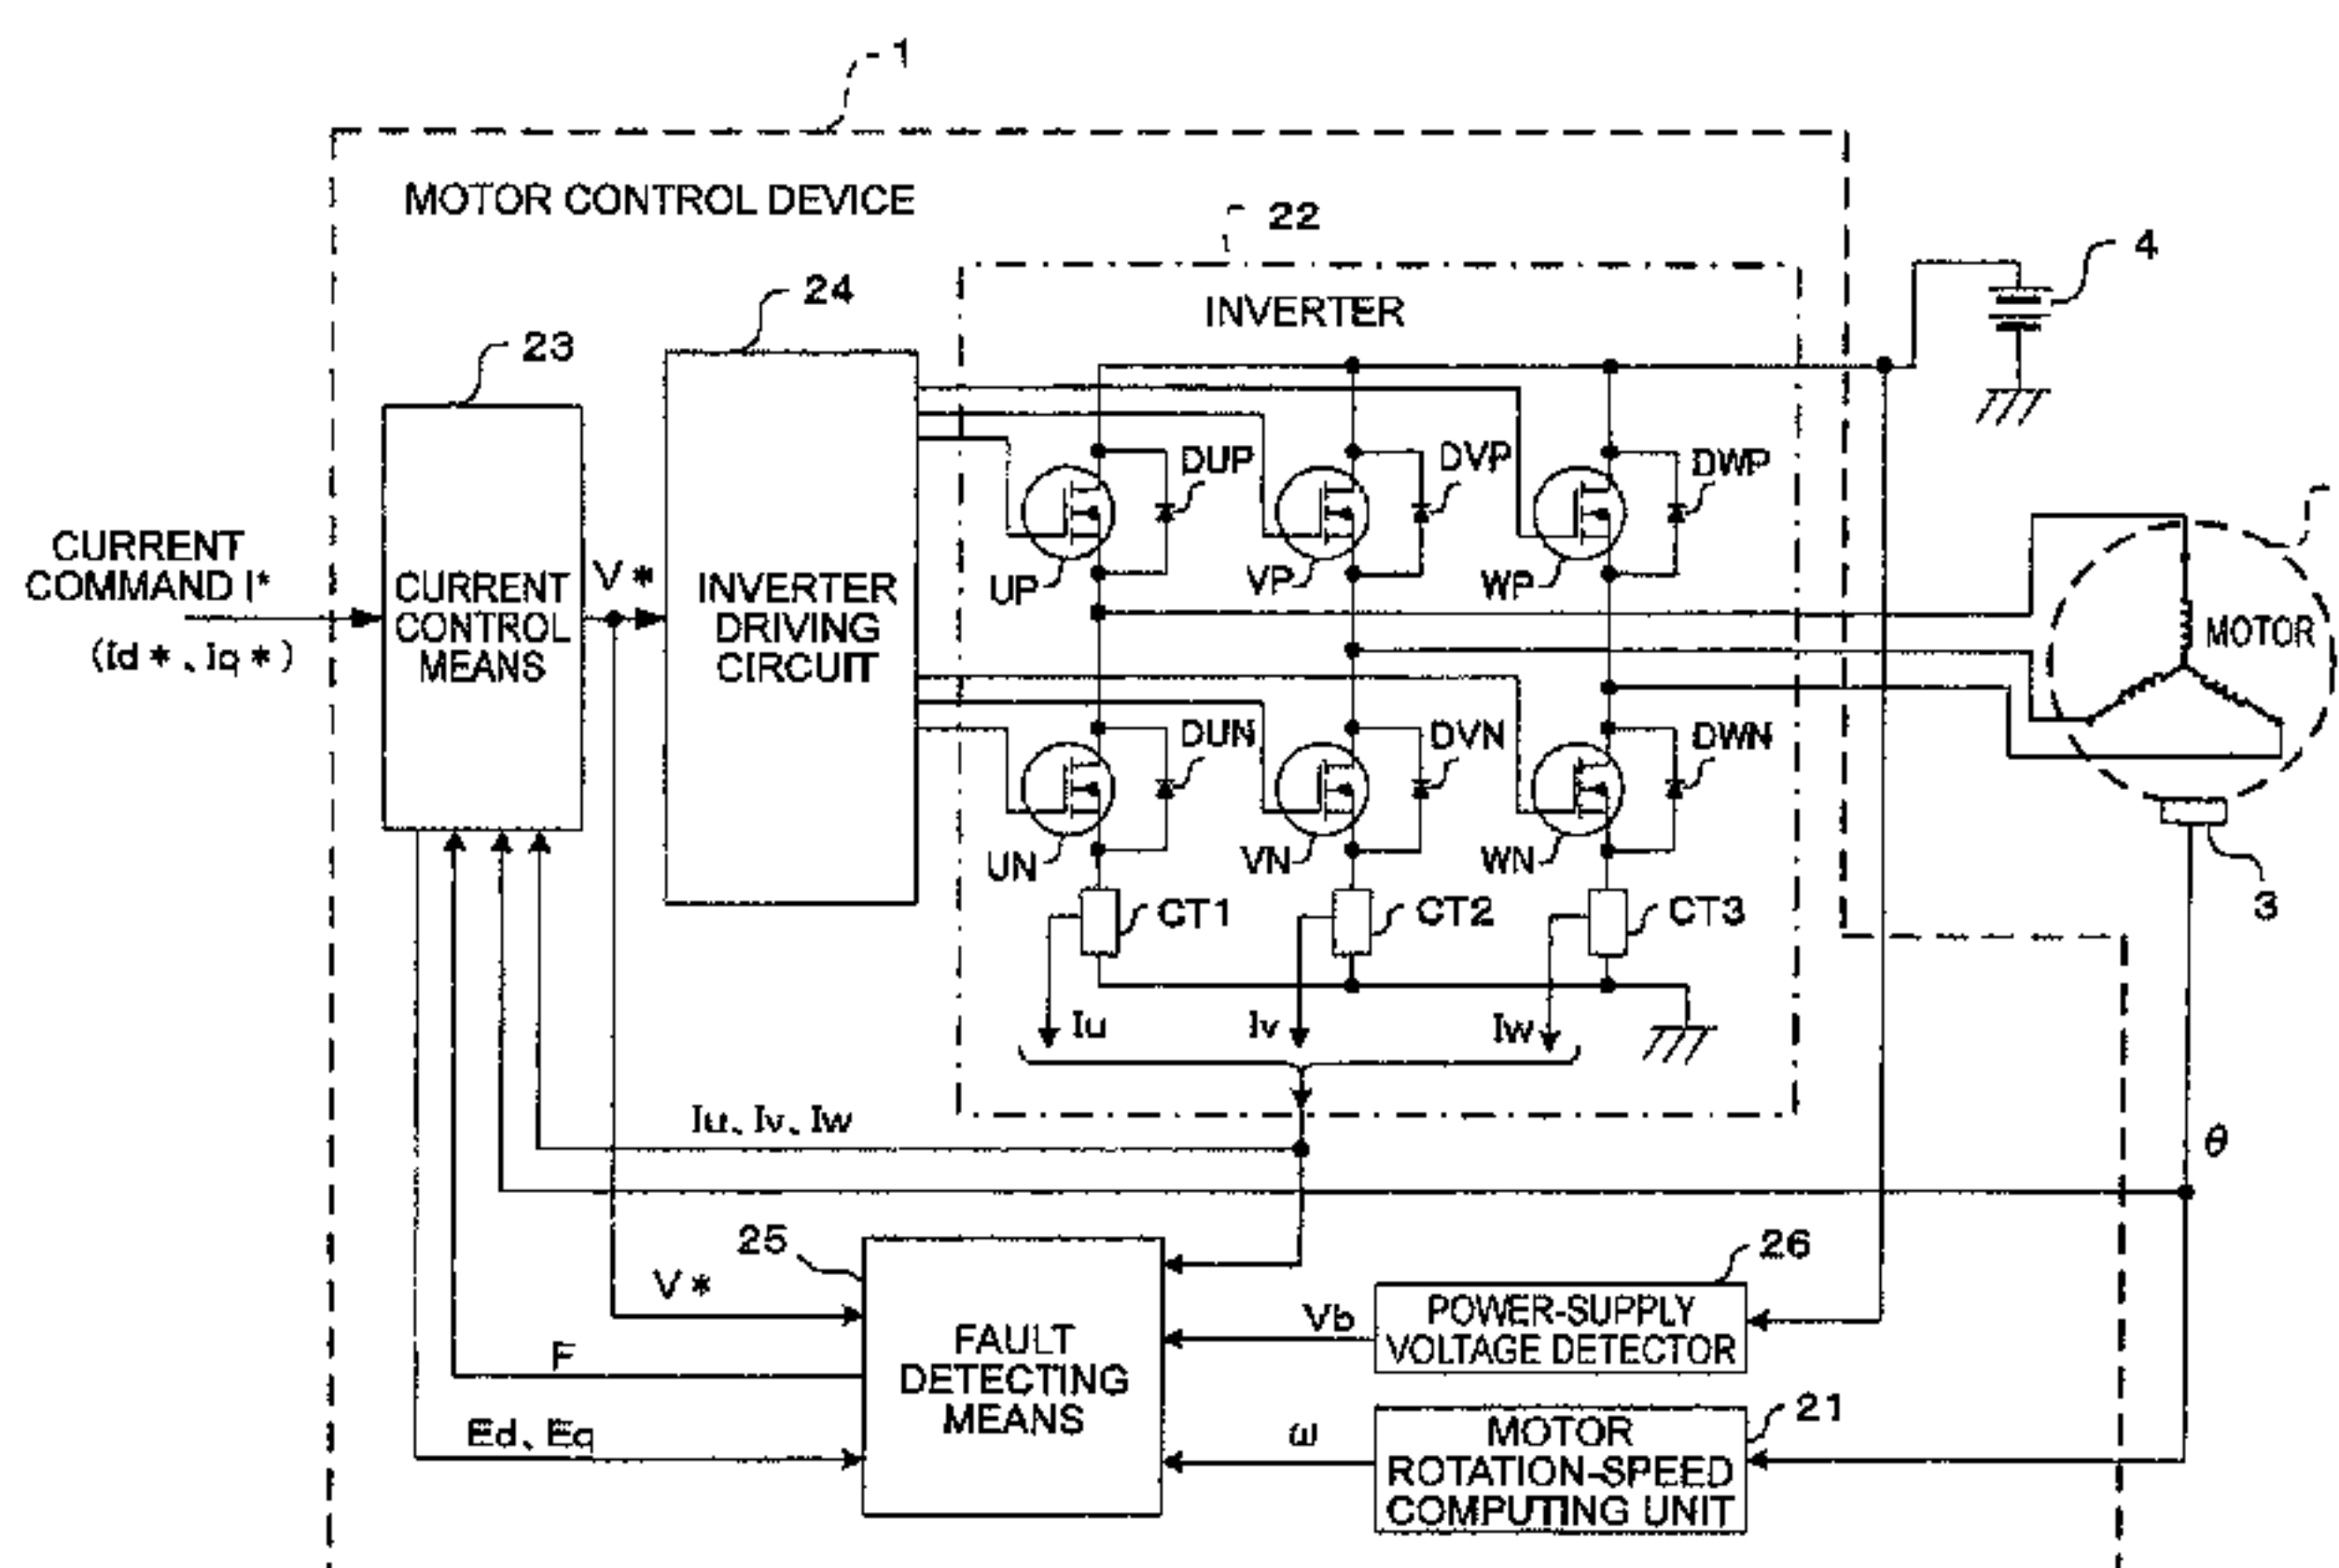 1
MOTOR CONTROL DEVICE
22
4
INVERTER
24
23
DUP
DVP
DWP
CURRENT
COMMAND I*
(Id*、Iq*)
CURRENT
CONTROL
MEANS
V*
INVERTER
DRIVING
CIRCUIT
UP
VP
WP
MOTOR
DUN
DVN
DWN
UN
VN
WN
CT1
CT2
CT3
3
Iu
Iv
Iw
Iu、Iv、Iw
θ
25
26
V*
Vb
POWER-SUPPLY
VOLTAGE DETECTOR
F
FAULT
DETECTING
MEANS
21
Ed、Eq
ω
MOTOR
ROTATION-SPEED
COMPUTING UNIT